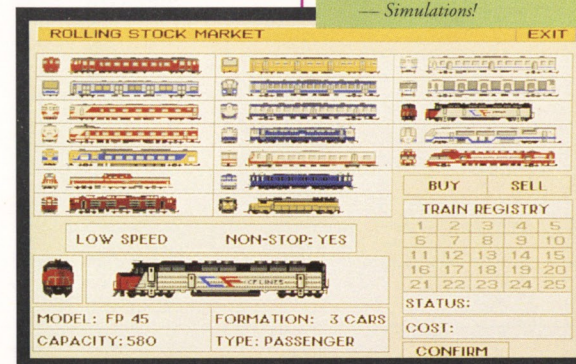 — Simulations!
ROLLING STOCK MARKET EXIT
BUY SELL
TRAIN REGISTRY
1 2 3 4 5
6 7 8 9 10
11 12 13 14 15
16 17 18 19 20
21 22 23 24 25
LOW SPEED NON-STOP: YES
MODEL: FP 45 FORMATION: 3 CARS
CAPACITY: 580 TYPE: PASSENGER
STATUS:
COST:
CONFIRM